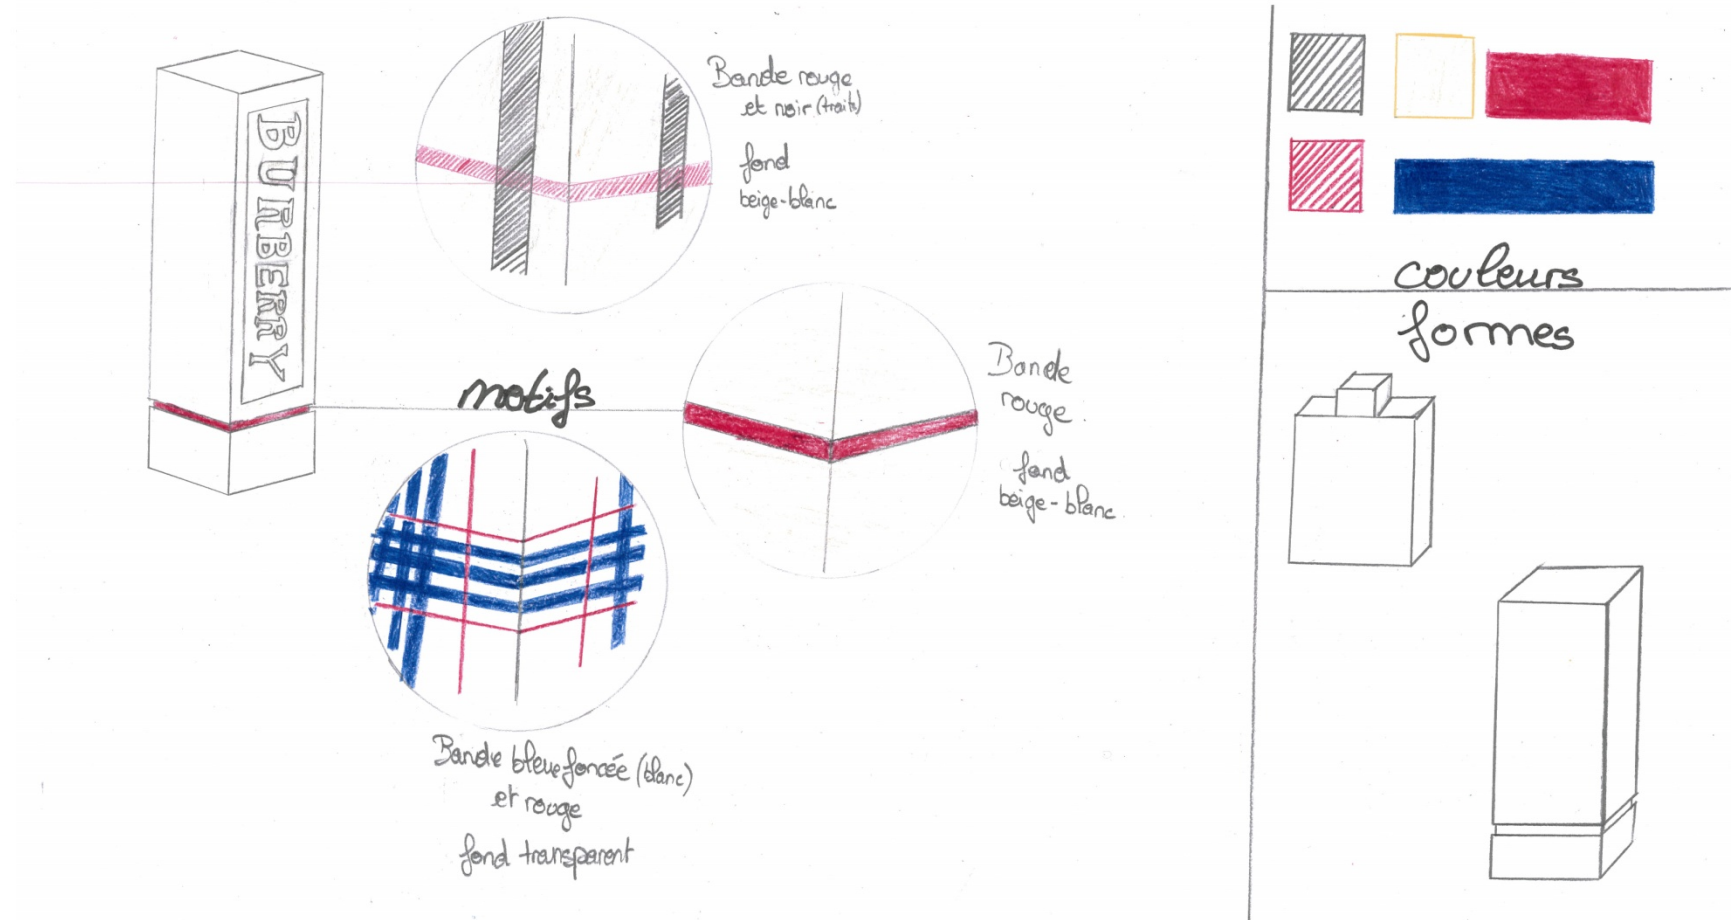 BURBERRY
Bande rouge
et noir (traits)
fond
beige-blanc
motifs
Bande
rouge.
fond
beige-blanc.
Bande bleue foncée (blanc)
et rouge
fond transparent
couleurs
formes